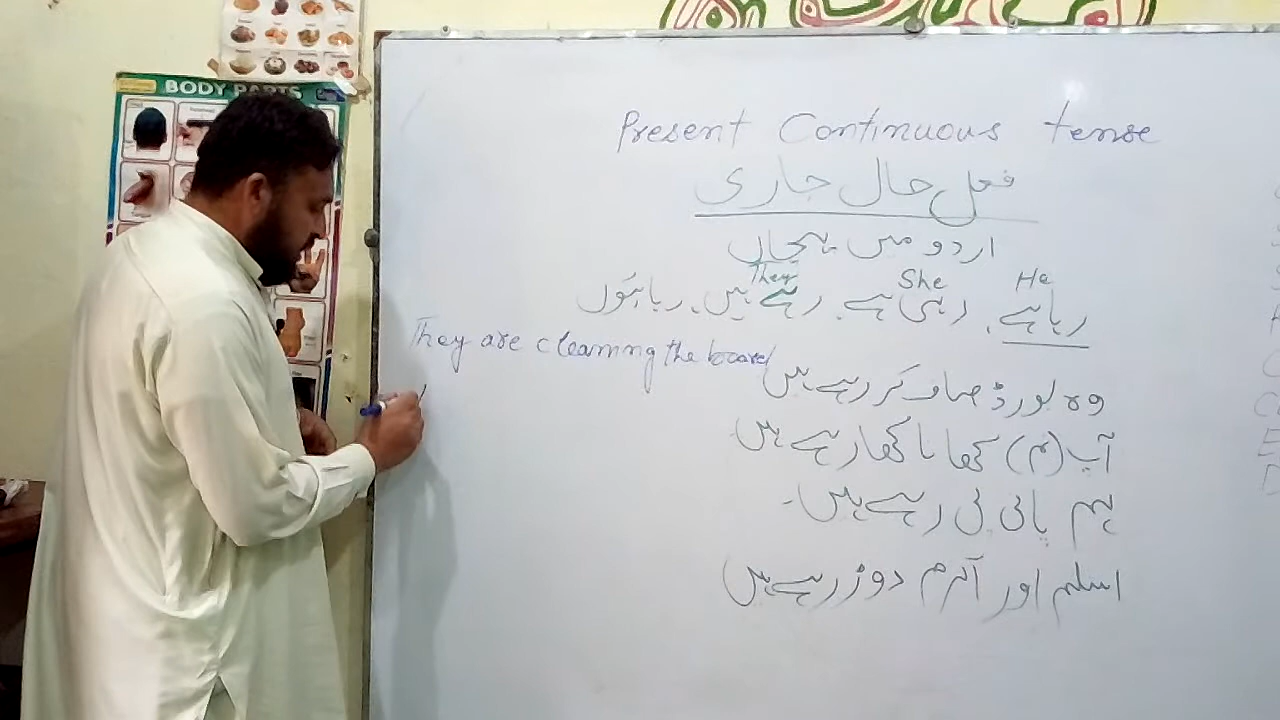 BODY PARTS
Present Continuous tense
فعل حال جاری
اردو میں پہچان
He She They
رہا ہے۔ رہی ہے۔ رہے ہیں۔ رہا ہوں
They are cleaning the board
وہ بورڈ صاف کر رہے ہیں
آپ (تم) کھانا کھا رہے ہیں
ہم پانی پی رہے ہیں۔
اسلم اور اکرم دوڑ رہے ہیں